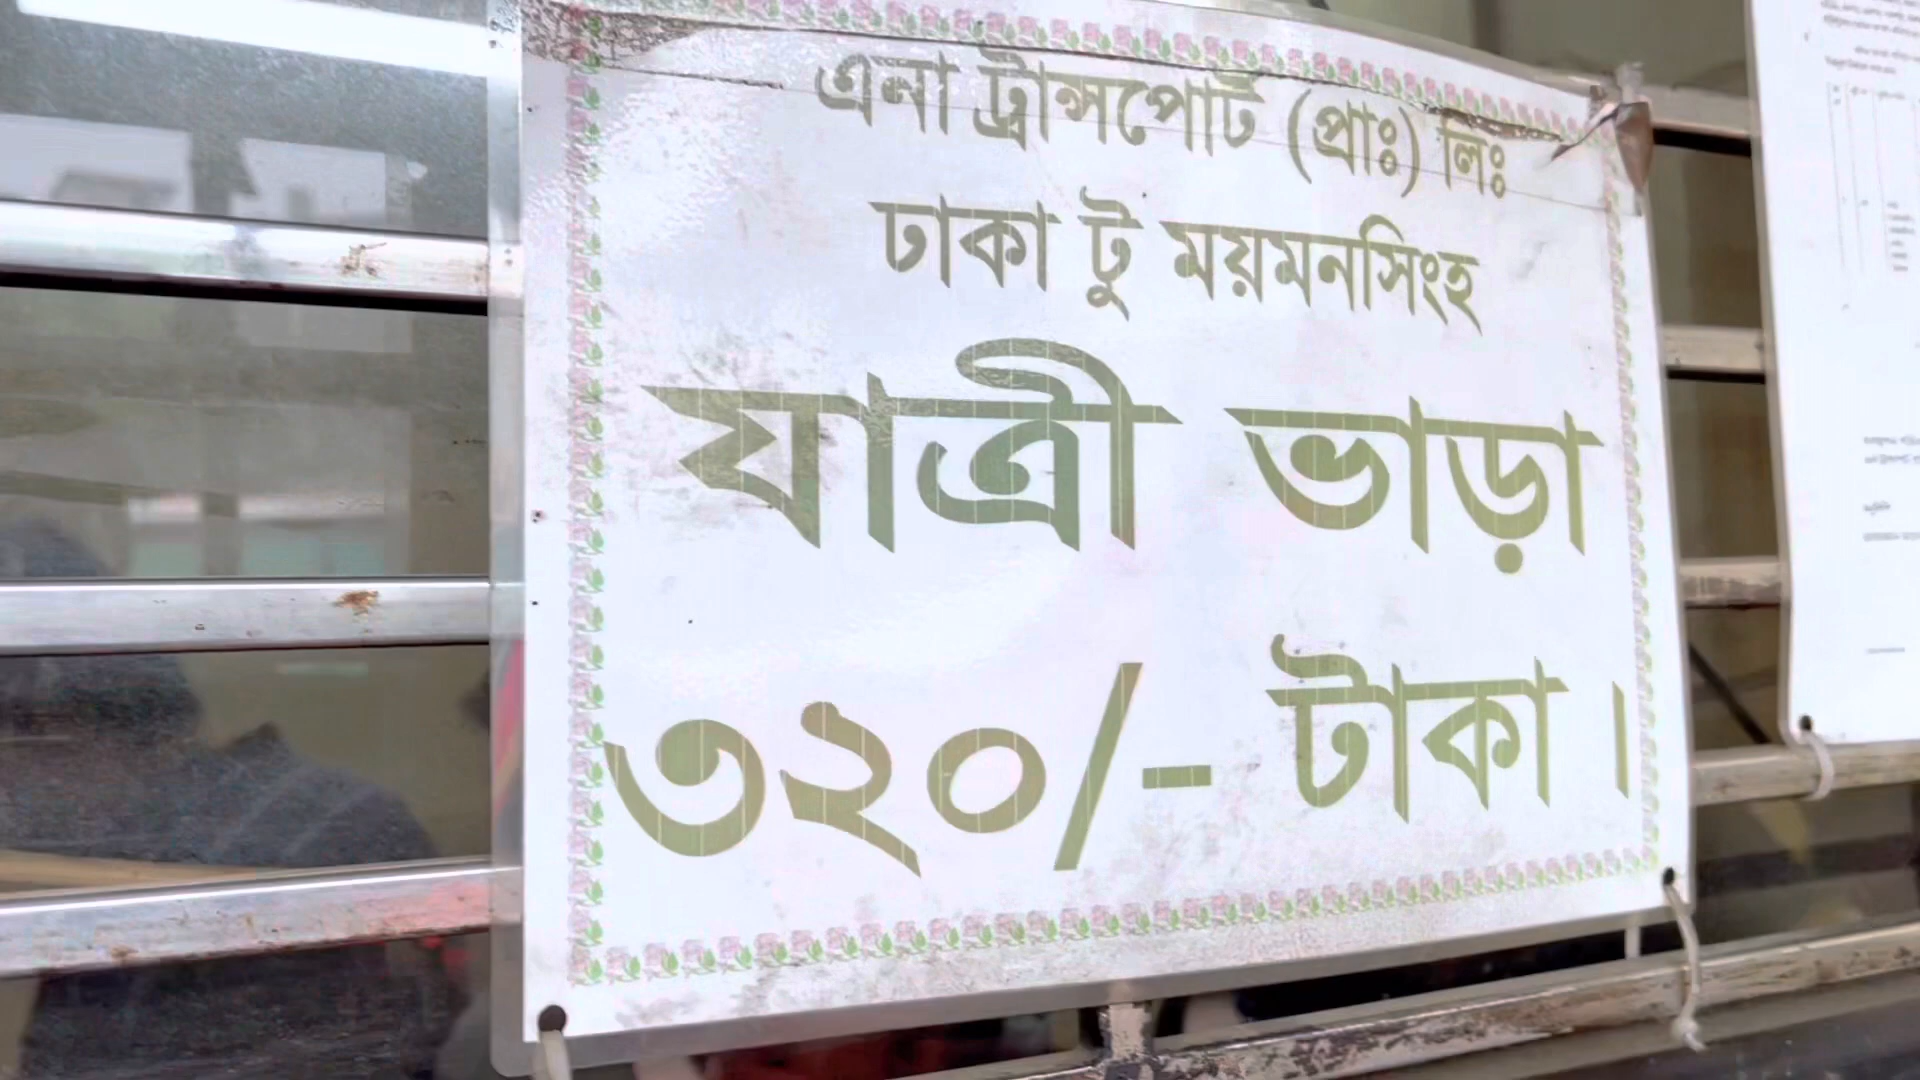 এনা ট্রান্সপোর্ট (প্রাঃ) লিঃ
ঢাকা টু ময়মনসিংহ
যাত্রী ভাড়া
৩২০/- টাকা ।